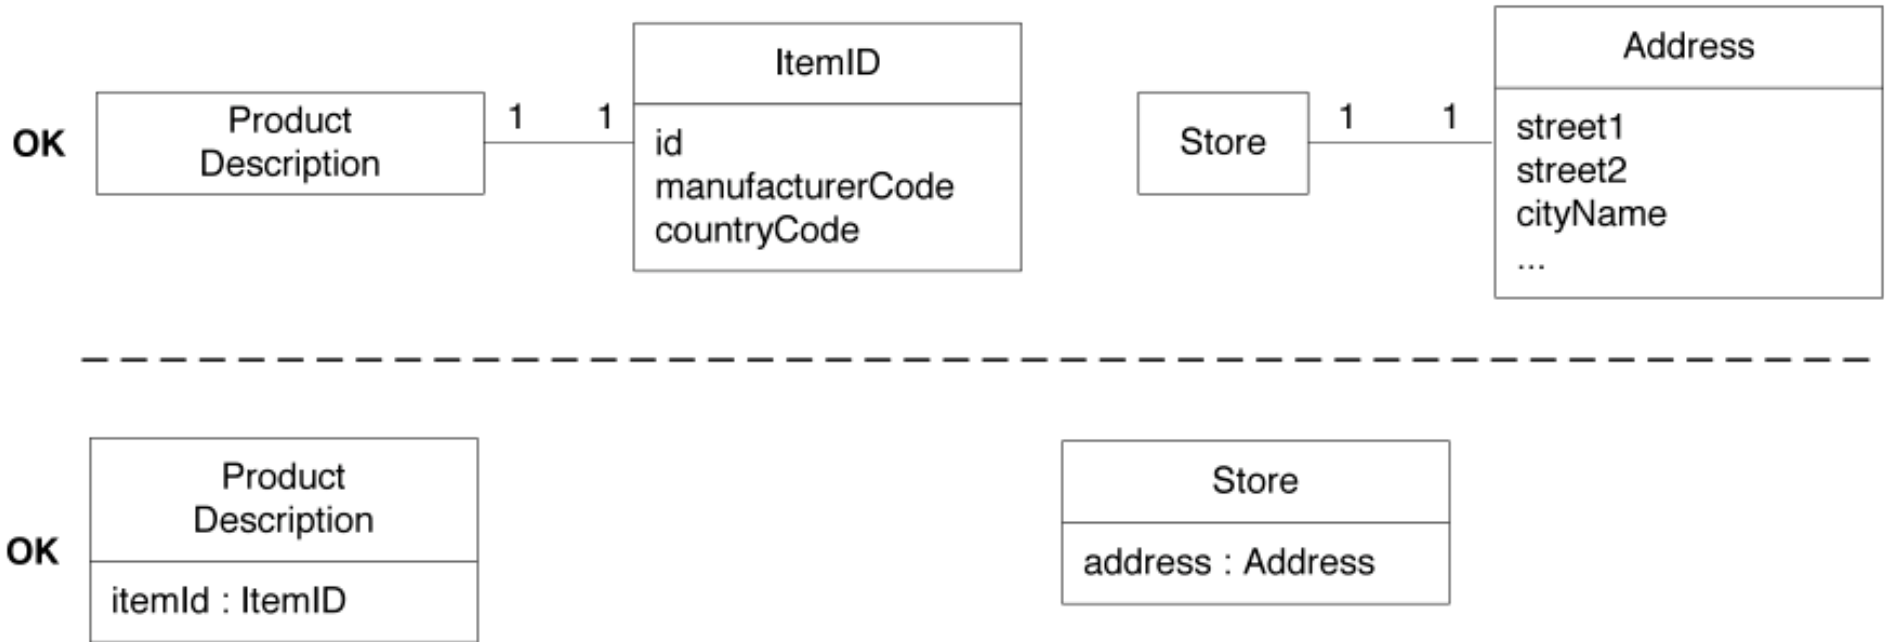 OK
Product
Description
1 1
ItemID
id
manufacturerCode
countryCode
Store
1 1
Address
street1
street2
cityName
...
OK
Product
Description
itemId : ItemID
Store
address : Address